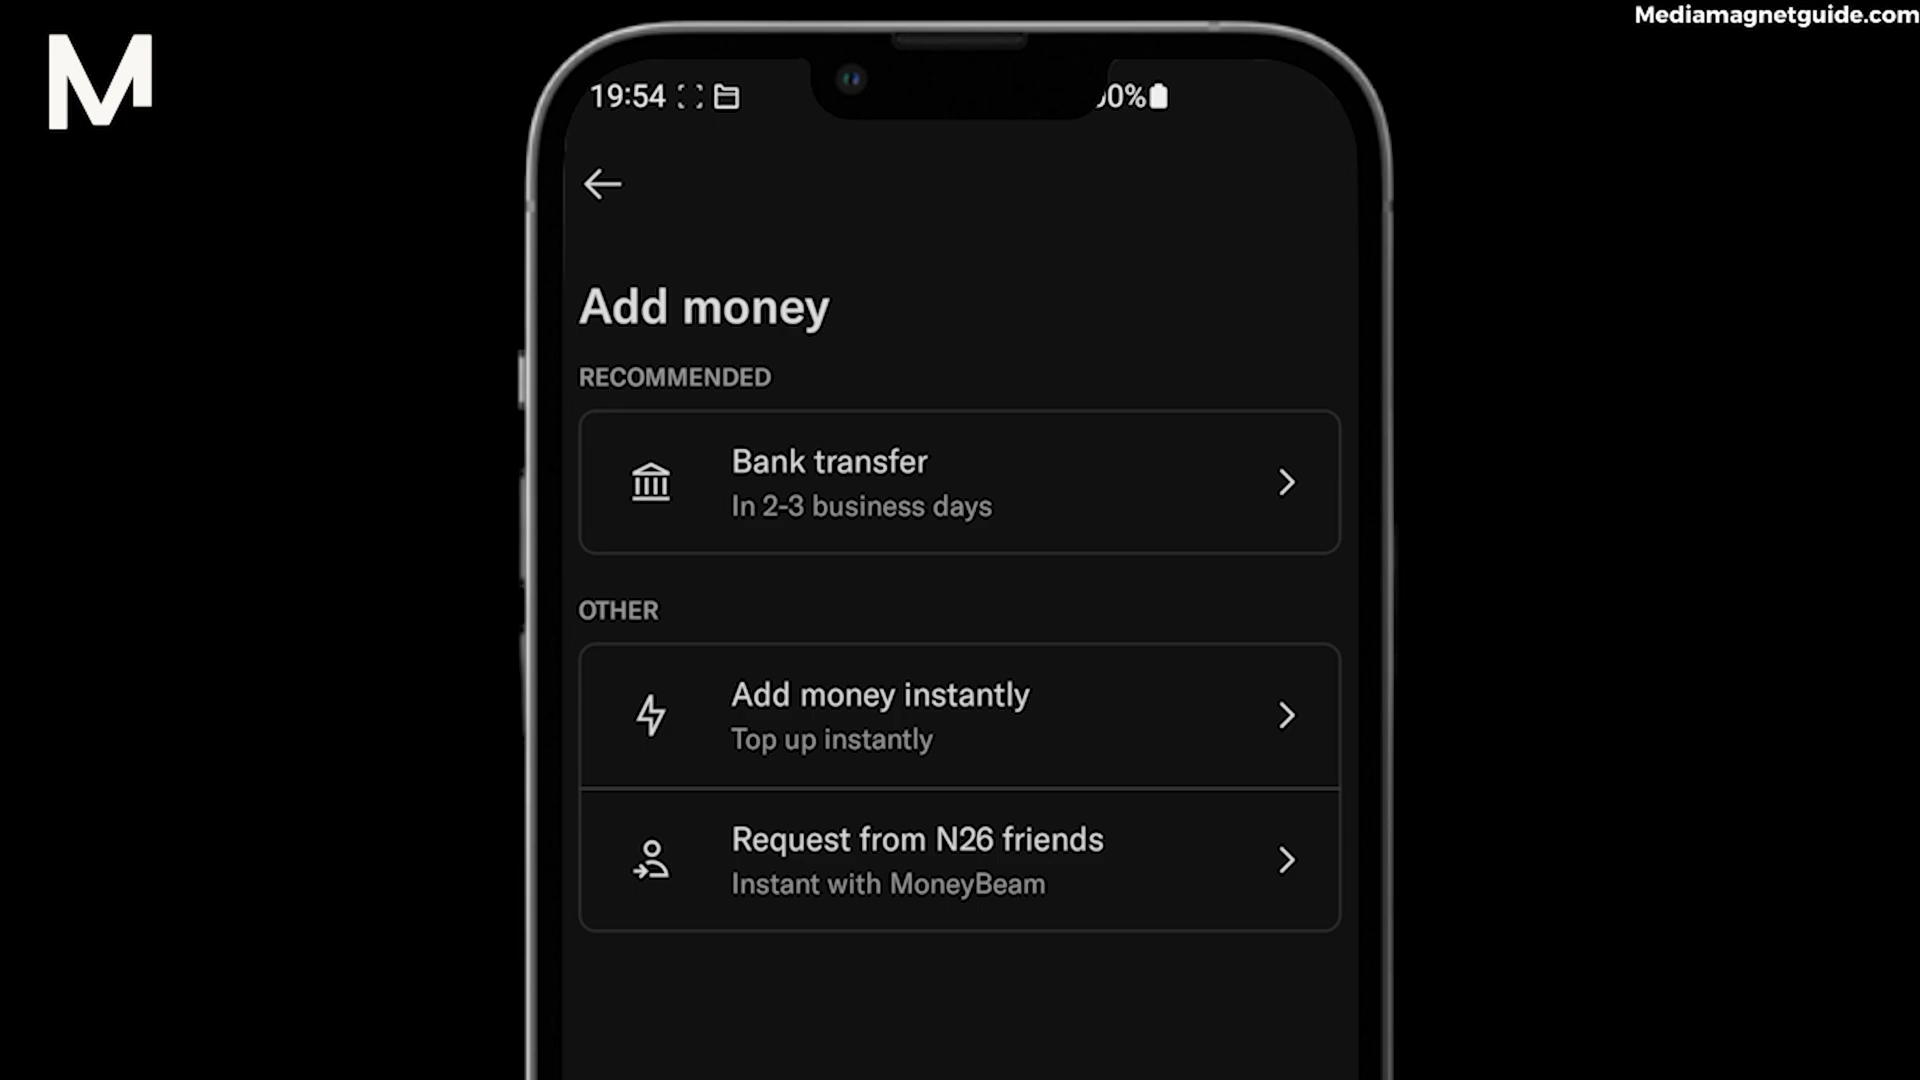 Mediamagnetguide.com
M
19:54
0%
Add money
RECOMMENDED
Bank transfer
In 2-3 business days
OTHER
Add money instantly
Top up instantly
Request from N26 friends
Instant with MoneyBeam